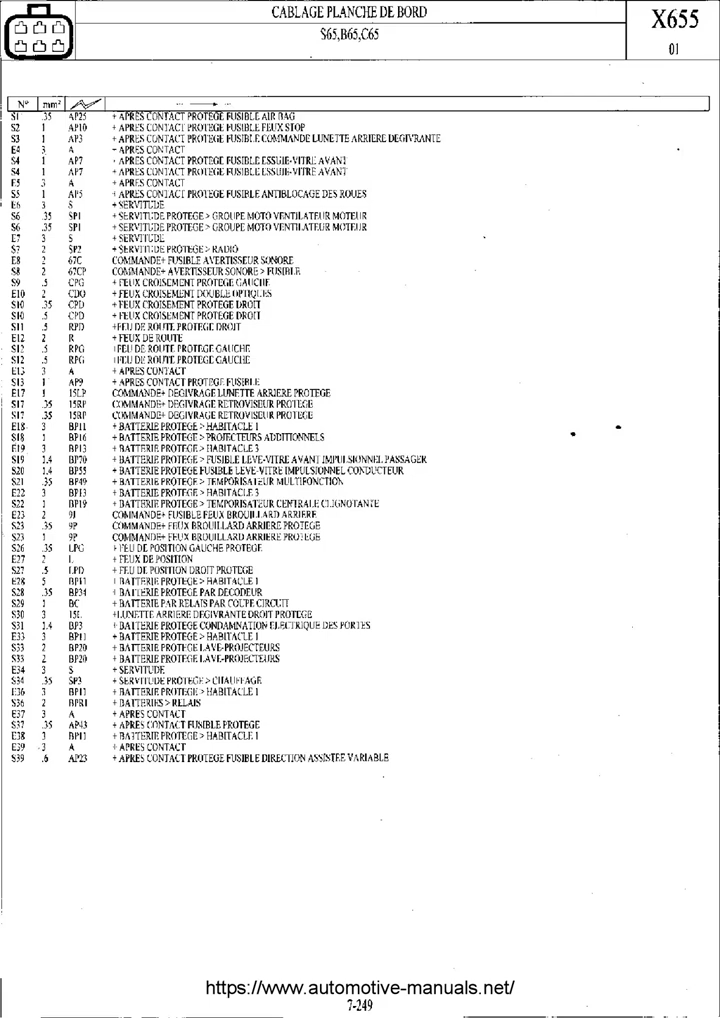 CABLAGE PLANCHE DE BORD
S65,B65,C65
X655
01
N° mm²
S1 .35 AP25 + APRES CONTACT PROTEGE FUSIBLE AIR BAG
S2 1 AP10 + APRES CONTACT PROTEGE FUSIBLE FEUX STOP
S3 1 AP3 + APRES CONTACT PROTEGE FUSIBLE COMMANDE LUNETTE ARRIERE DEGIVRANTE
E4 3 A + APRES CONTACT
S4 1 AP7 + APRES CONTACT PROTEGE FUSIBLE ESSUIE-VITRE AVANT
S4 1 AP7 + APRES CONTACT PROTEGE FUSIBLE ESSUIE-VITRE AVANT
E5 3 A + APRES CONTACT
S5 1 AP5 + APRES CONTACT PROTEGE FUSIBLE ANTIBLOCAGE DES ROUES
E6 3 S + SERVITUDE
S6 .35 SP1 + SERVITUDE PROTEGE > GROUPE MOTO VENTILATEUR MOTEUR
S6 .35 SP1 + SERVITUDE PROTEGE > GROUPE MOTO VENTILATEUR MOTEUR
E7 3 S + SERVITUDE
S7 2 SP2 + SERVITUDE PROTEGE > RADIO
E8 2 67C COMMANDE+ FUSIBLE AVERTISSEUR SONORE
S8 2 67CP COMMANDE+ AVERTISSEUR SONORE > FUSIBLE
S9 .5 CPG + FEUX CROISEMENT PROTEGE GAUCHE
E10 2 CDO + FEUX CROISEMENT DOUBLE OPTIQUES
S10 .35 CPD + FEUX CROISEMENT PROTEGE DROIT
S10 .5 CPD + FEUX CROISEMENT PROTEGE DROIT
S11 .5 RPD +FEU DE ROUTE PROTEGE DROIT
E12 2 R + FEUX DE ROUTE
S12 .5 RPG +FEU DE ROUTE PROTEGE GAUCHE
S12 .5 RPG +FEU DE ROUTE PROTEGE GAUCHE
E13 3 A + APRES CONTACT
S13 1 AP9 + APRES CONTACT PROTEGE FUSIBLE
E17 1 15LP COMMANDE+ DEGIVRAGE LUNETTE ARRIERE PROTEGE
S17 .35 15RP COMMANDE+ DEGIVRAGE RETROVISEUR PROTEGE
S17 .35 15RP COMMANDE+ DEGIVRAGE RETROVISEUR PROTEGE
E18 3 BP11 + BATTERIE PROTEGE > HABITACLE 1
S18 1 BP16 + BATTERIE PROTEGE > PROJECTEURS ADDITIONNELS
E19 3 BP13 + BATTERIE PROTEGE > HABITACLE 3
S19 1.4 BP70 + BATTERIE PROTEGE > FUSIBLE LEVE-VITRE AVANT IMPULSIONNEL PASSAGER
S20 1.4 BP55 + BATTERIE PROTEGE FUSIBLE LEVE-VITRE IMPULSIONNEL CONDUCTEUR
S21 .35 BP49 + BATTERIE PROTEGE > TEMPORISATEUR MULTIFONCTION
E22 3 BP13 + BATTERIE PROTEGE > HABITACLE 3
S22 1 BP19 + BATTERIE PROTEGE > TEMPORISATEUR CENTRALE CLIGNOTANTE
E23 2 9J COMMANDE+ FUSIBLE FEUX BROUILLARD ARRIERE
S23 .35 9P COMMANDE+ FEUX BROUILLARD ARRIERE PROTEGE
S23 1 9P COMMANDE+ FEUX BROUILLARD ARRIERE PROTEGE
S26 .35 LPG + FEU DE POSITION GAUCHE PROTEGE
E27 2 L + FEUX DE POSITION
S27 .5 LPD + FEU DE POSITION DROIT PROTEGE
E28 5 BP11 + BATTERIE PROTEGE > HABITACLE 1
S28 .35 BP34 + BATTERIE PROTEGE PAR DECODEUR
S29 1 BC + BATTERIE PAR RELAIS PAR COUPE CIRCUIT
S30 3 15L +LUNETTE ARRIERE DEGIVRANTE DROIT PROTEGE
S31 1.4 BP3 + BATTERIE PROTEGE CONDAMNATION ELECTRIQUE DES PORTES
E33 3 BP11 + BATTERIE PROTEGE > HABITACLE 1
S33 2 BP20 + BATTERIE PROTEGE LAVE-PROJECTEURS
S33 2 BP20 + BATTERIE PROTEGE LAVE-PROJECTEURS
E34 3 S + SERVITUDE
S34 .35 SP3 + SERVITUDE PROTEGE > CHAUFFAGE
E36 3 BP11 + BATTERIE PROTEGE > HABITACLE 1
S36 2 BPR1 + BATTERIES > RELAIS
E37 3 A + APRES CONTACT
S37 .35 AP43 + APRES CONTACT FUSIBLE PROTEGE
E38 3 BP11 + BATTERIE PROTEGE > HABITACLE 1
E39 3 A + APRES CONTACT
S39 .6 AP23 + APRES CONTACT PROTEGE FUSIBLE DIRECTION ASSISTEE VARIABLE
https://www.automotive-manuals.net/
7-249